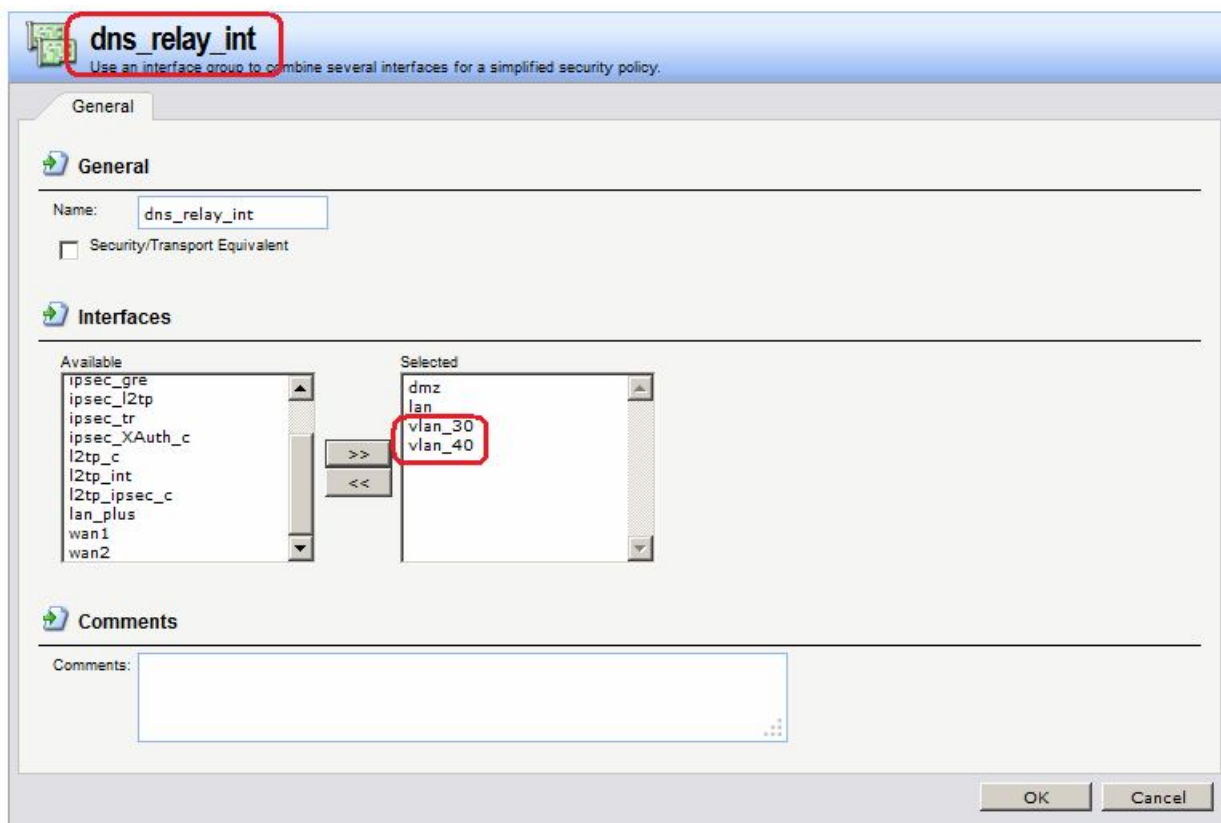 dns_relay_int
Use an interface group to combine several interfaces for a simplified security policy.
General
General
Name:
dns_relay_int
Security/Transport Equivalent
Interfaces
Available
ipsec_gre
ipsec_l2tp
ipsec_tr
ipsec_XAuth_c
l2tp_c
l2tp_int
l2tp_ipsec_c
lan_plus
wan1
wan2
>>
<<
Selected
dmz
lan
vlan_30
vlan_40
Comments
Comments:
OK
Cancel